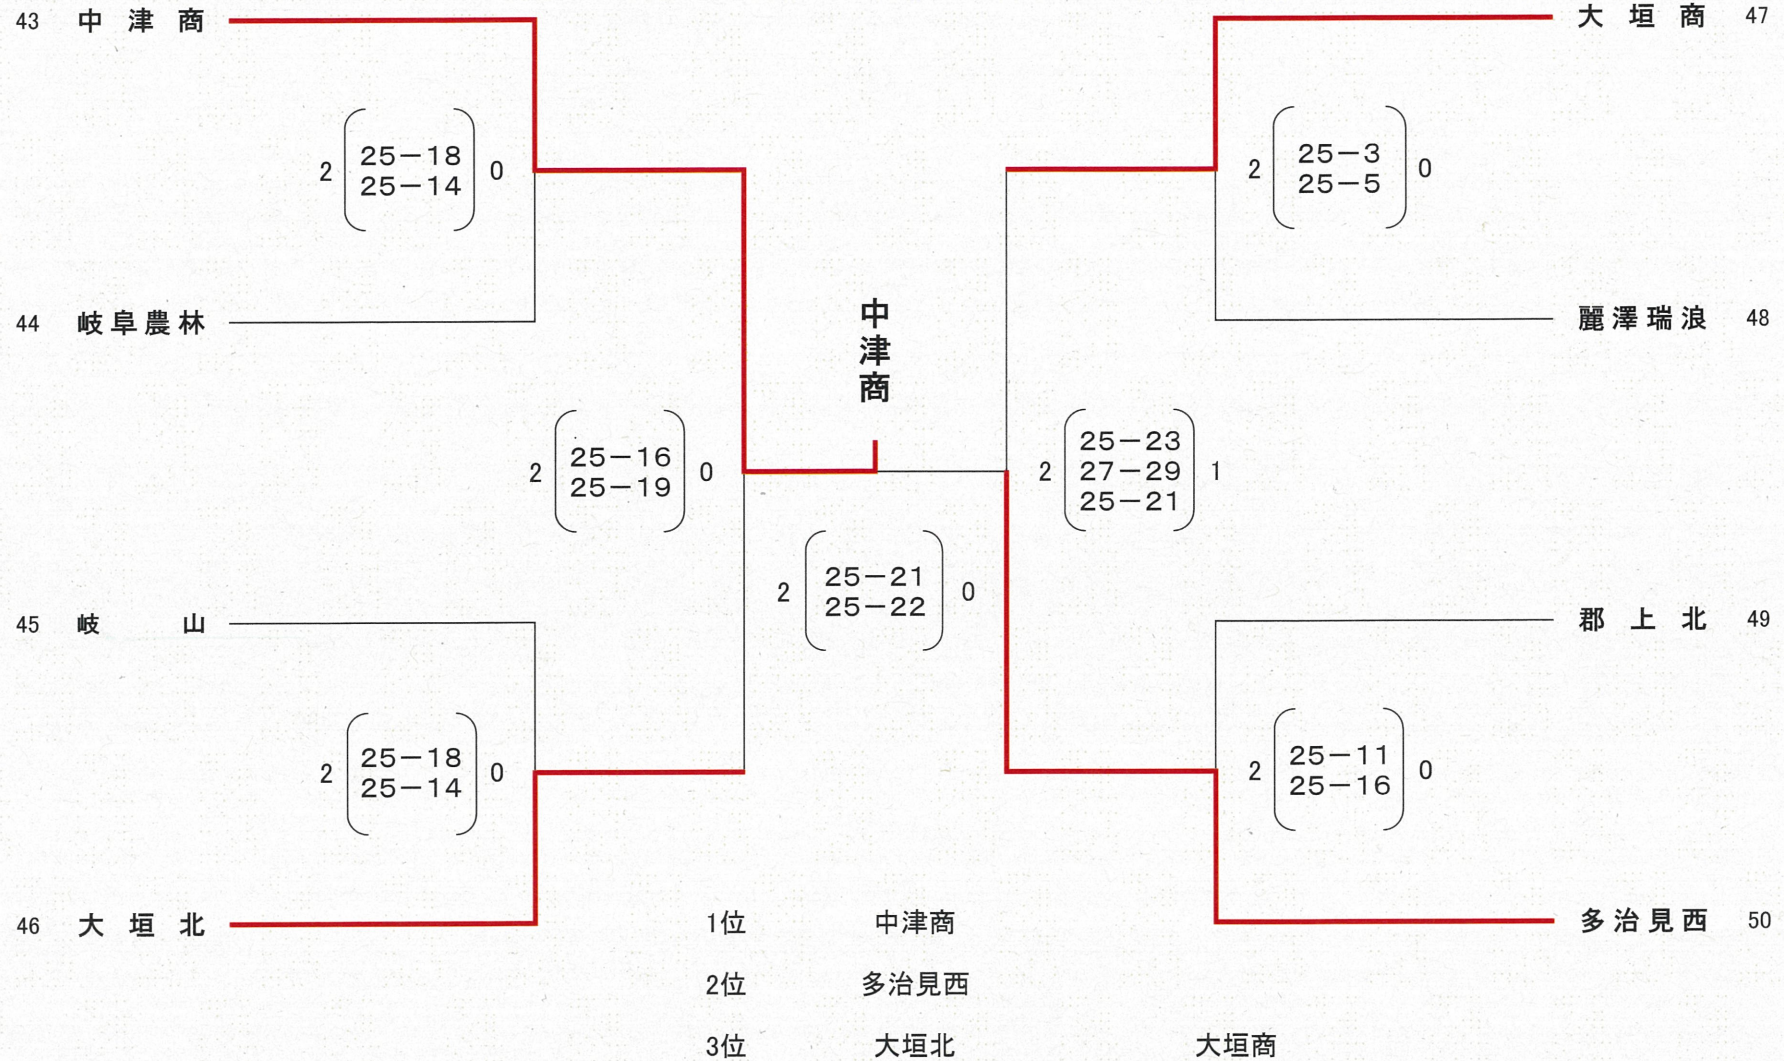 43 中津商
大垣商 47
2 25－18 0
25－14
2 25－3 0
25－5
44 岐阜農林
麗澤瑞浪 48
中津商
2 25－16 0
25－19
2 25－23 1
27－29
25－21
2 25－21 0
25－22
45 岐山
郡上北 49
2 25－18 0
25－14
2 25－11 0
25－16
46 大垣北
多治見西 50
1位 中津商
2位 多治見西
3位 大垣北 大垣商